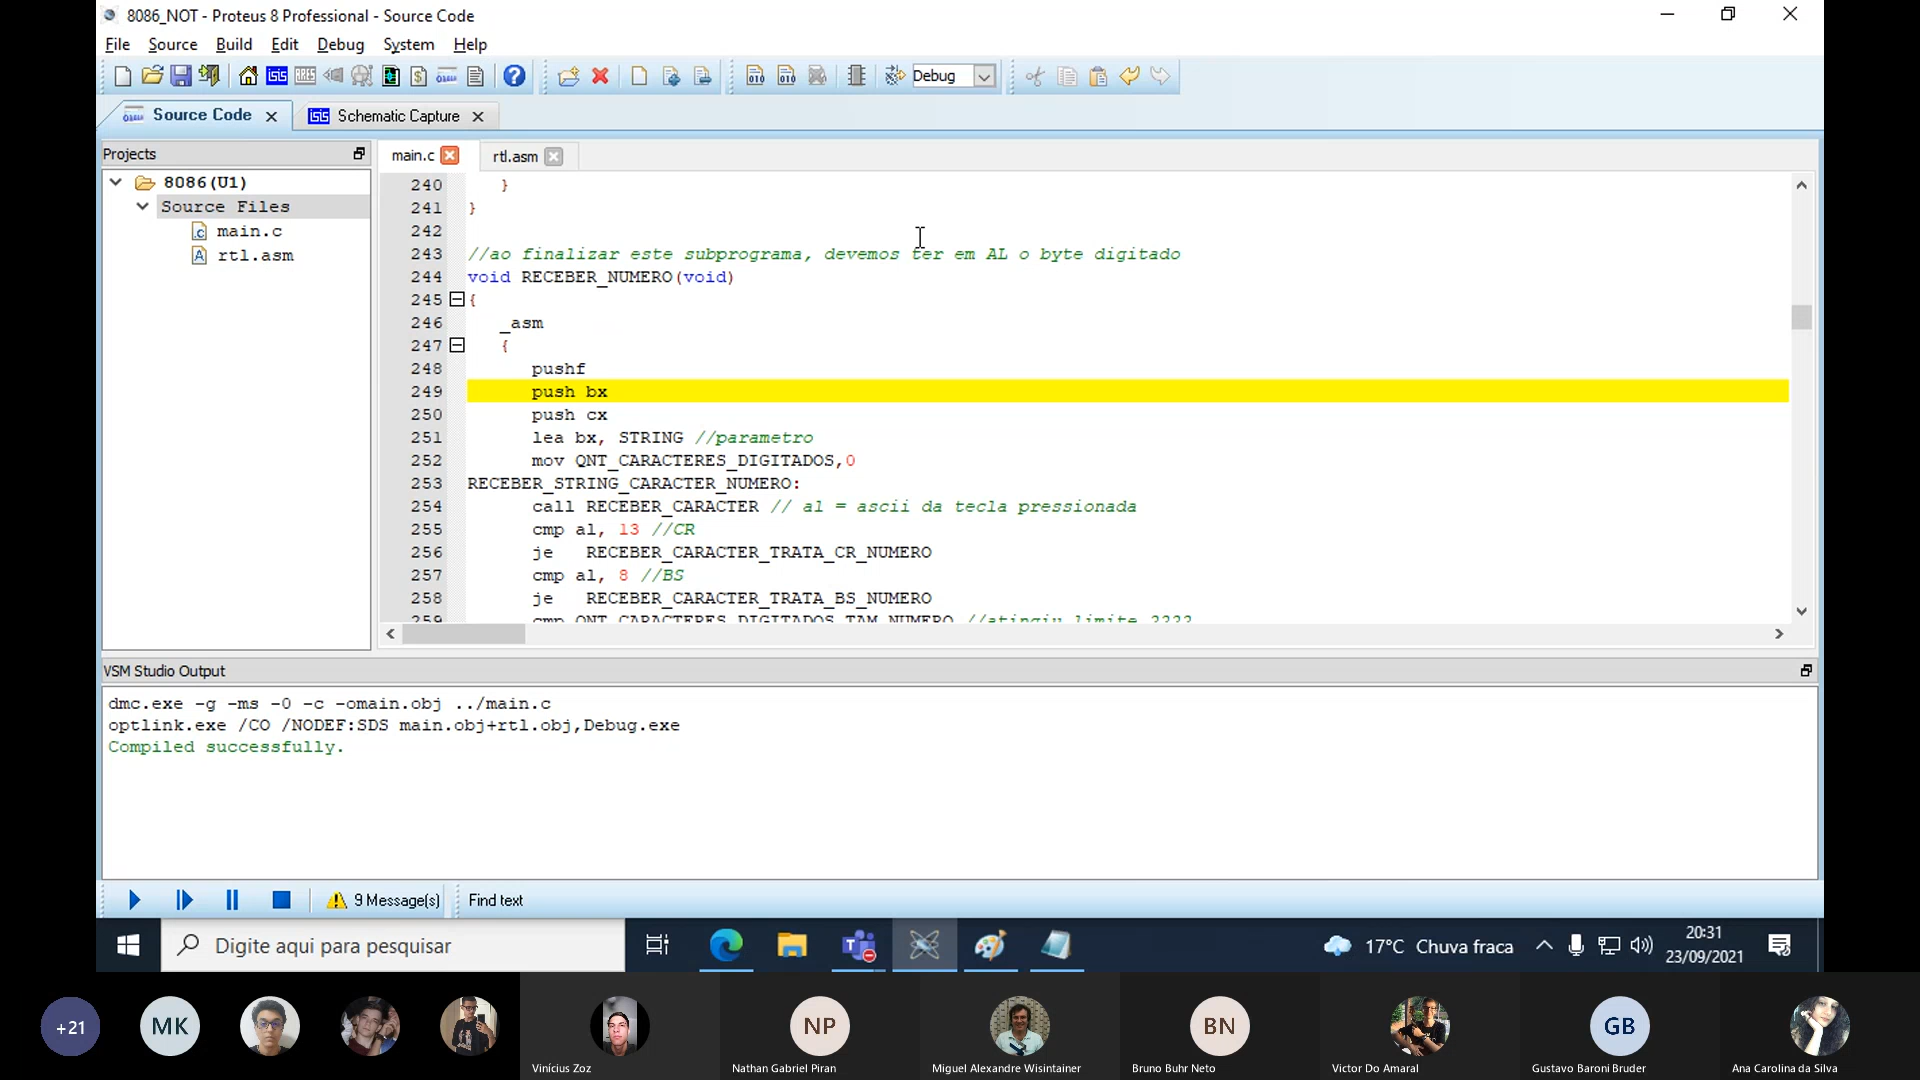 8086_NOT - Proteus 8 Professional - Source Code
File Source Build Edit Debug System Help
Debug
Source Code
Schematic Capture
Projects
main.c
rtl.asm
8086(U1)
Source Files
main.c
rtl.asm
240 }
241 }
242
243 //ao finalizar este subprograma, devemos ter em AL o byte digitado
244 void RECEBER_NUMERO(void)
245 {
246 _asm
247 {
248 pushf
249 push bx
250 push cx
251 lea bx, STRING //parametro
252 mov QNT_CARACTERES_DIGITADOS,0
253 RECEBER_STRING_CARACTER_NUMERO:
254 call RECEBER_CARACTER // al = ascii da tecla pressionada
255 cmp al, 13 //CR
256 je RECEBER_CARACTER_TRATA_CR_NUMERO
257 cmp al, 8 //BS
258 je RECEBER_CARACTER_TRATA_BS_NUMERO
259 cmp QNT_CARACTERES_DIGITADOS,TAM_NUMERO //atingiu limite ????
VSM Studio Output
dmc.exe -g -ms -0 -c -omain.obj ../main.c
optlink.exe /CO /NODEF:SDS main.obj+rtl.obj,Debug.exe
Compiled successfully.
9 Message(s)
Find text
Digite aqui para pesquisar
17°C Chuva fraca
20:31
23/09/2021
+21
MK
NP
BN
GB
Vinícius Zoz
Nathan Gabriel Piran
Miguel Alexandre Wisintainer
Bruno Buhr Neto
Victor Do Amaral
Gustavo Baroni Bruder
Ana Carolina da Silva